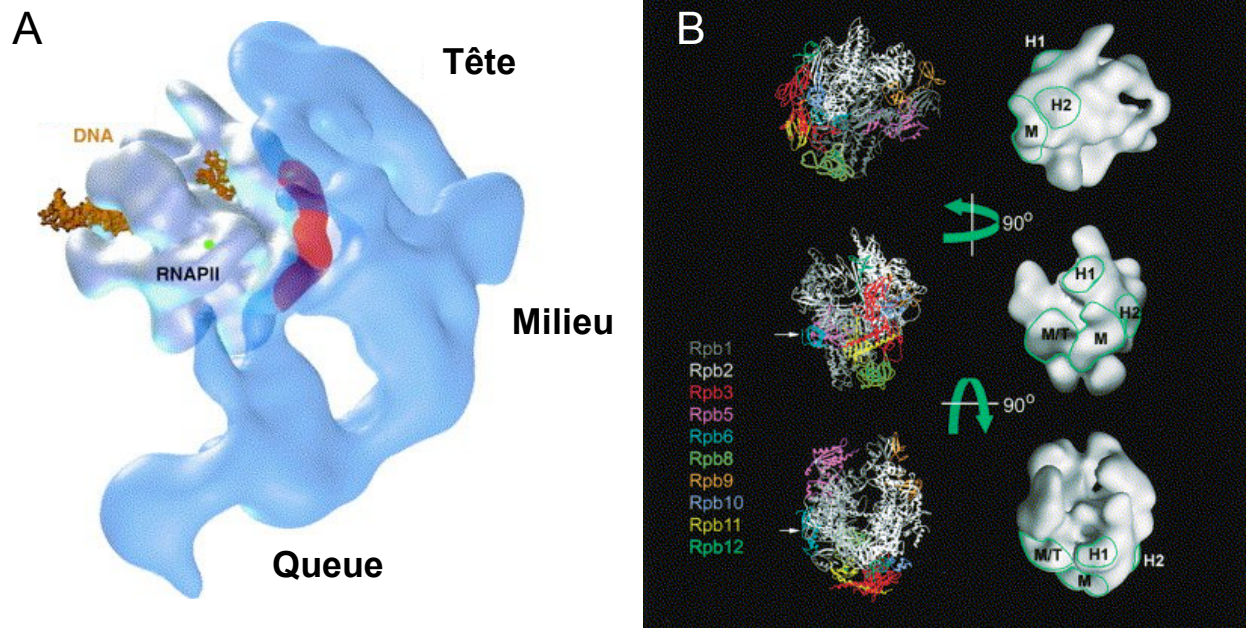 A
Tête
DNA
RNAPII
Milieu
Queue
B
H1
H2
M
90°
H1
H2
M/T
M
Rpb1
Rpb2
Rpb3
Rpb5
Rpb6
Rpb8
Rpb9
Rpb10
Rpb11
Rpb12
90°
M/T
H1
H2
M